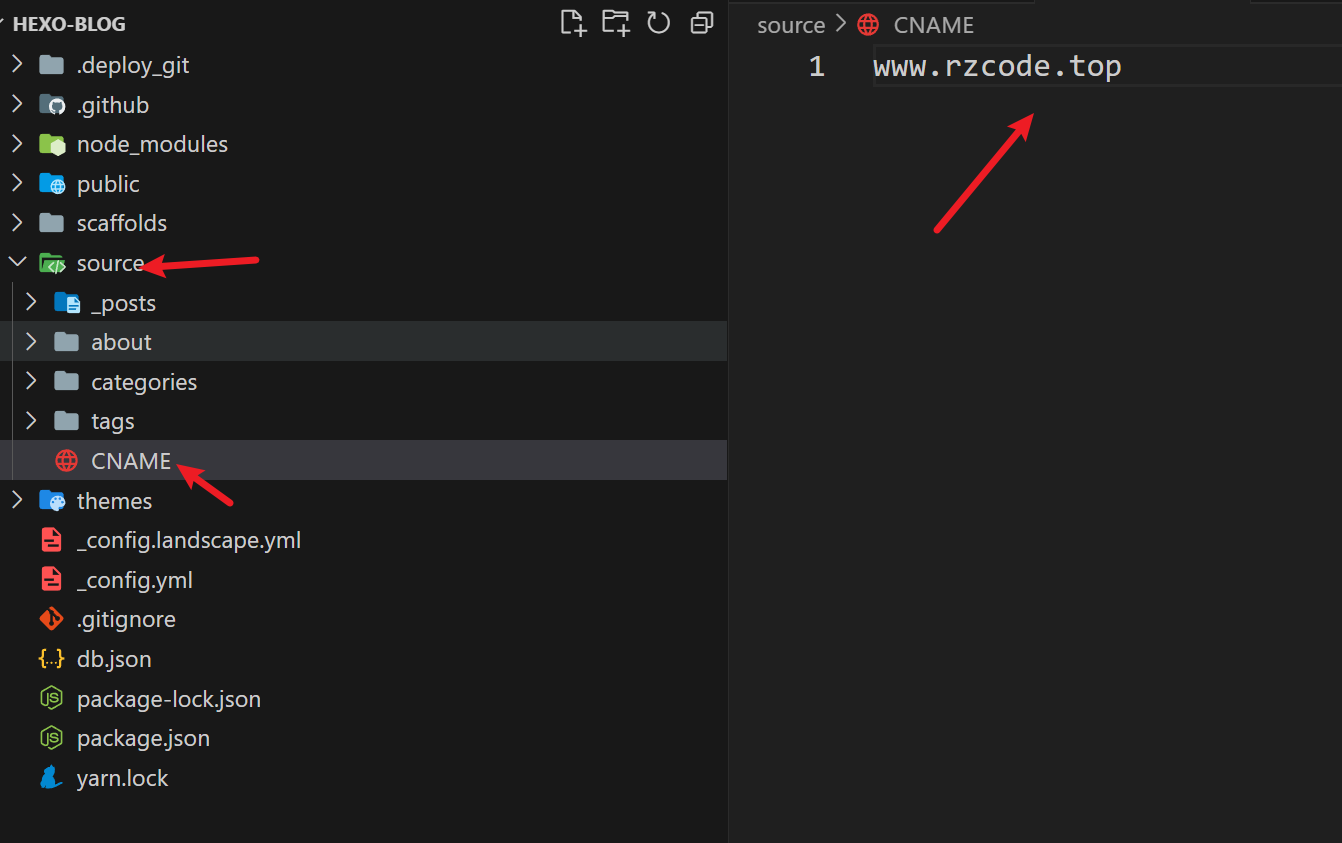 HEXO-BLOG
.deploy_git
.github
node_modules
public
scaffolds
source
_posts
about
categories
tags
CNAME
themes
_config.landscape.yml
_config.yml
.gitignore
db.json
package-lock.json
package.json
yarn.lock
source > CNAME
1 www.rzcode.top